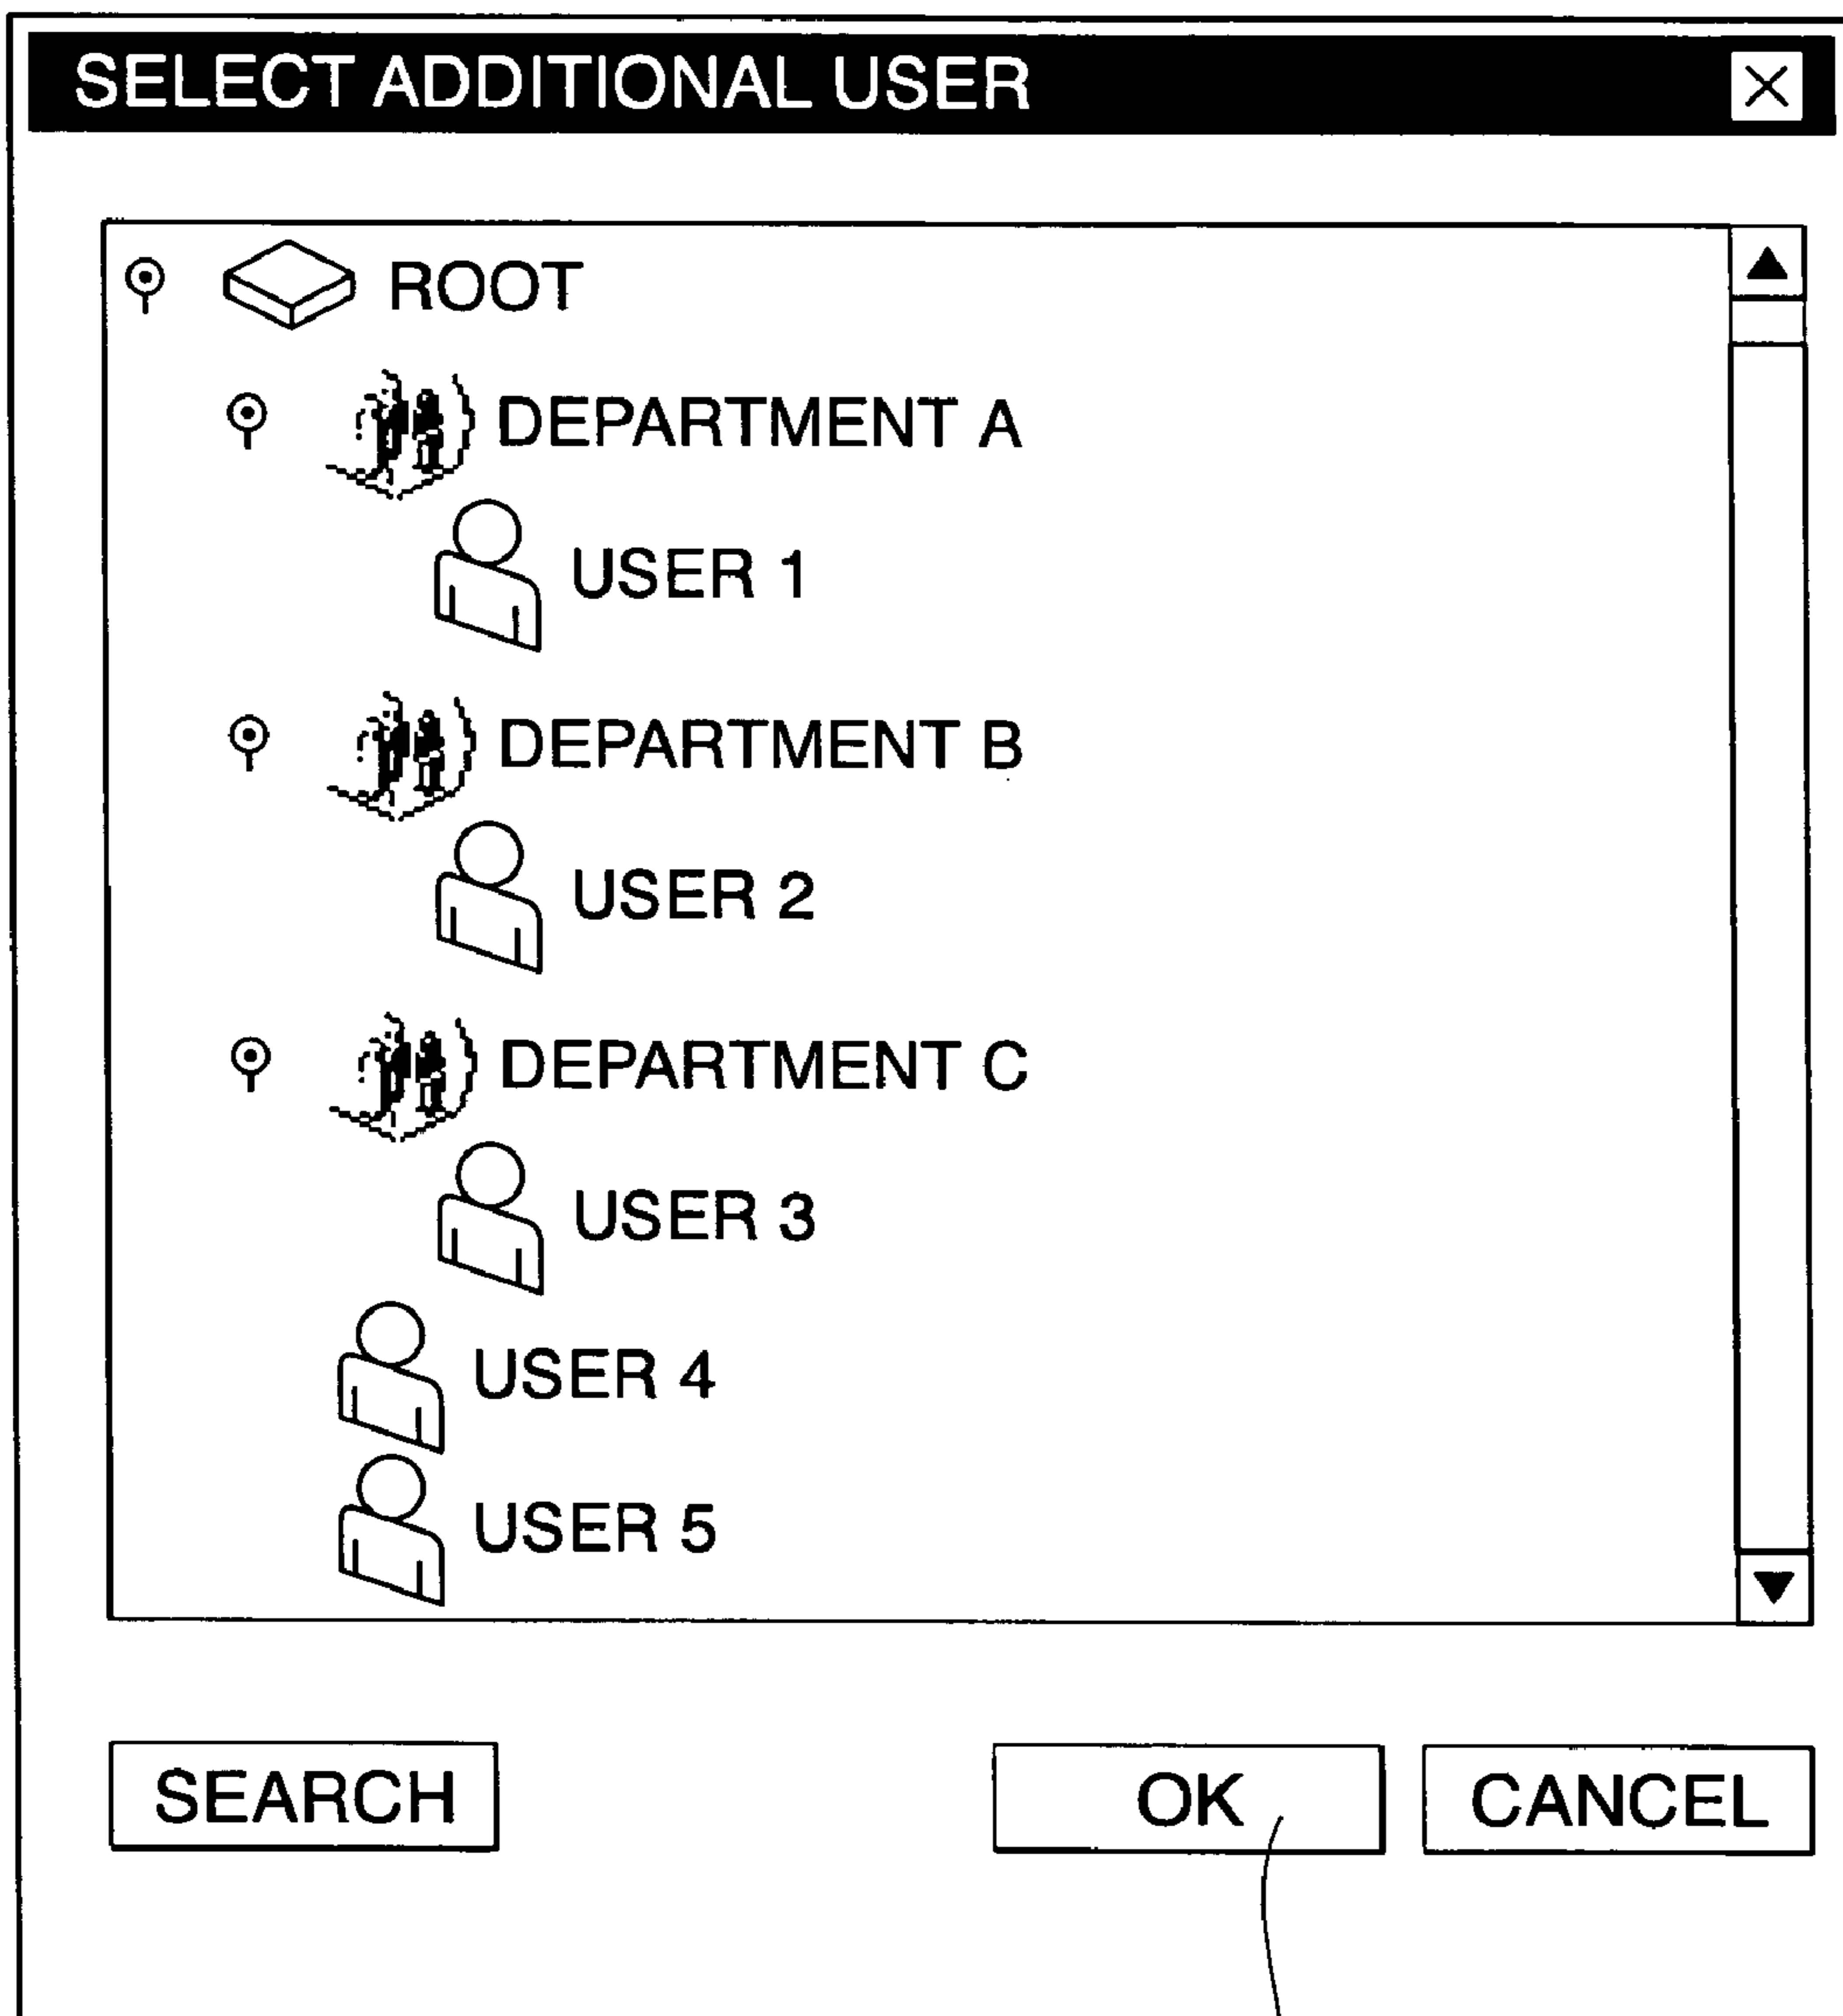 SELECT ADDITIONAL USER
ROOT
DEPARTMENT A
USER 1
DEPARTMENT B
USER 2
DEPARTMENT C
USER 3
USER 4
USER 5
SEARCH OK CANCEL